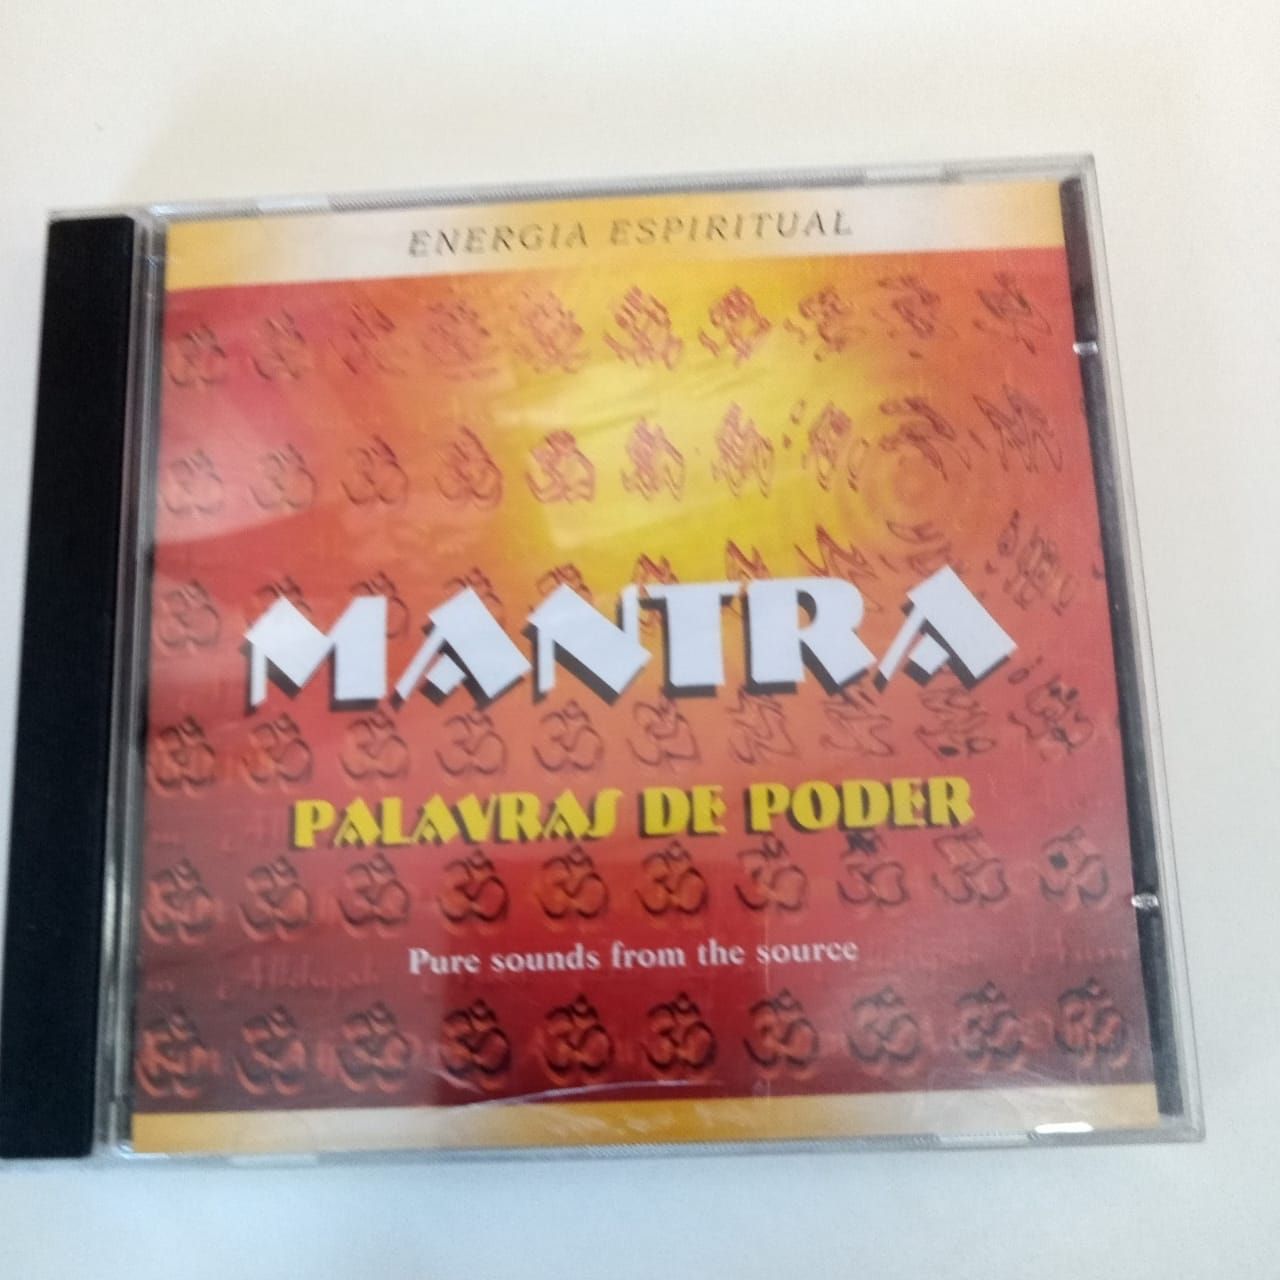 ENERGIA ESPIRITUAL
MANTRA
PALAVRAS DE PODER
Pure sounds from the source